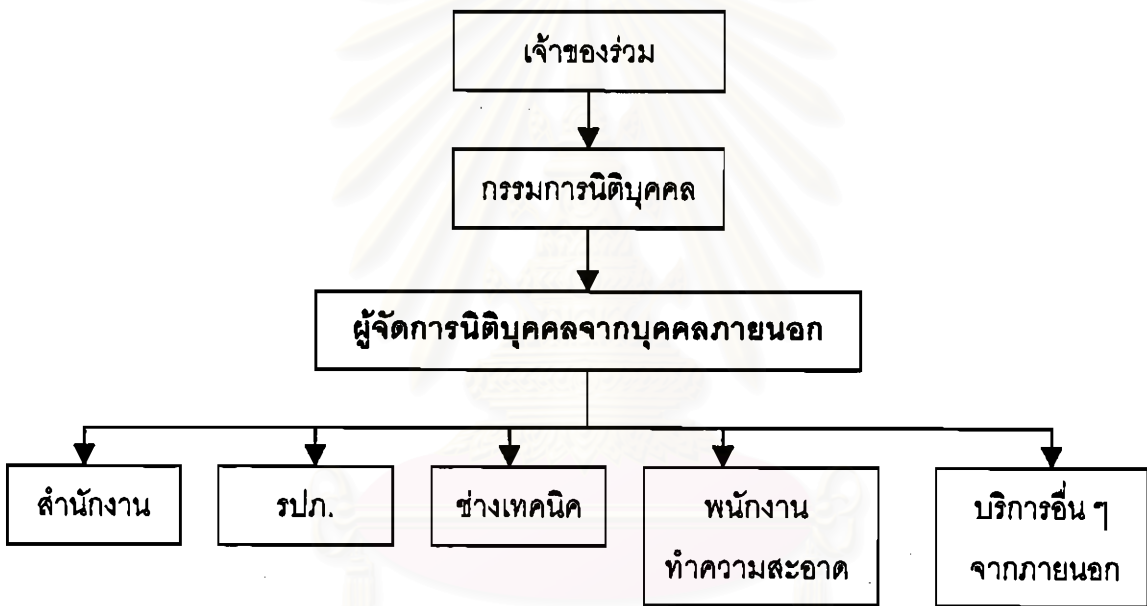 เจ้าของร่วม
กรรมการนิติบุคคล
ผู้จัดการนิติบุคคลจากบุคคลภายนอก
สำนักงาน
รปภ.
ช่างเทคนิค
พนักงาน
ทำความสะอาด
บริการอื่น ๆ
จากภายนอก